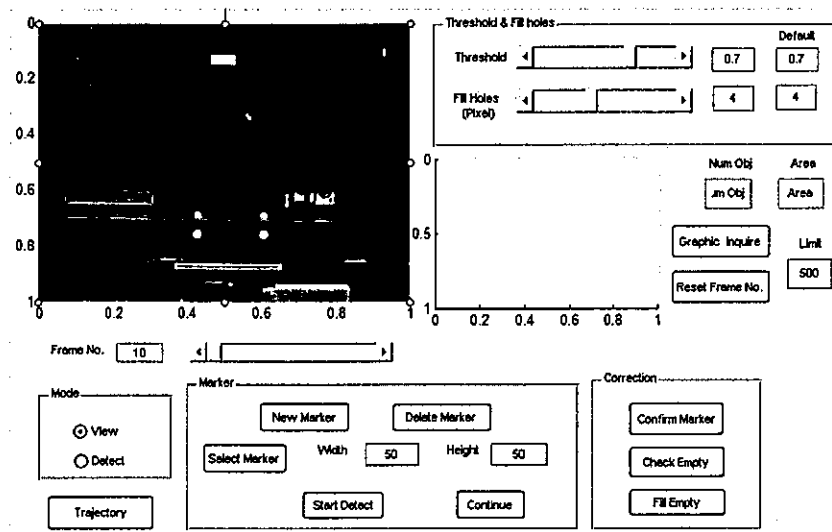 Threshold & Fill holes
Default
Threshold 0.7 0.7
Fill Holes (Pixel) 4 4
0
0.2
0.4
0.6
0.8
1
0 0.2 0.4 0.6 0.8 1
0
0.5
1
0 0.2 0.4 0.6 0.8 1
Num Obj Area
.m Obj Area
Graphic Inquire
Limit
500
Reset Frame No.
Frame No. 10
Mode
View
Detect
Trajectory
Marker
New Marker Delete Marker
Select Marker Width 50 Height 50
Start Detect Continue
Correction
Confirm Marker
Check Empty
Fill Empty